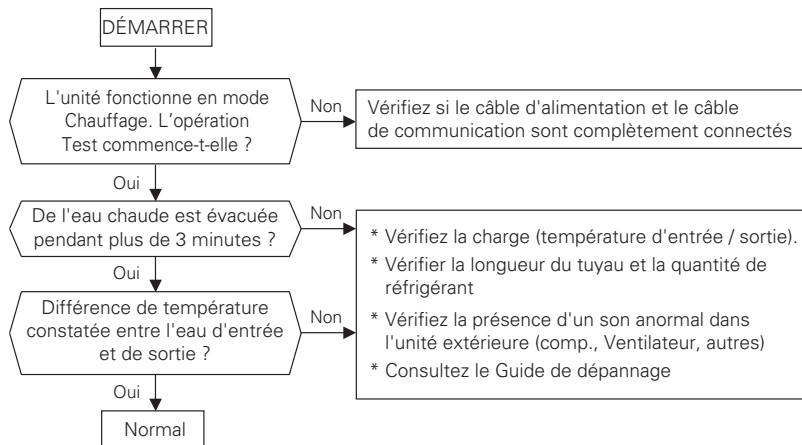 DÉMARRER
L'unité fonctionne en mode
Chauffage. L'opération
Test commence-t-elle ?
Non
Vérifiez si le câble d'alimentation et le câble
de communication sont complètement connectés
Oui
De l'eau chaude est évacuée
pendant plus de 3 minutes ?
Non
* Vérifiez la charge (température d'entrée / sortie).
* Vérifier la longueur du tuyau et la quantité de
réfrigérant
* Vérifiez la présence d'un son anormal dans
l'unité extérieure (comp., Ventilateur, autres)
* Consultez le Guide de dépannage
Oui
Différence de température
constatée entre l'eau d'entrée
et de sortie ?
Non
Oui
Normal